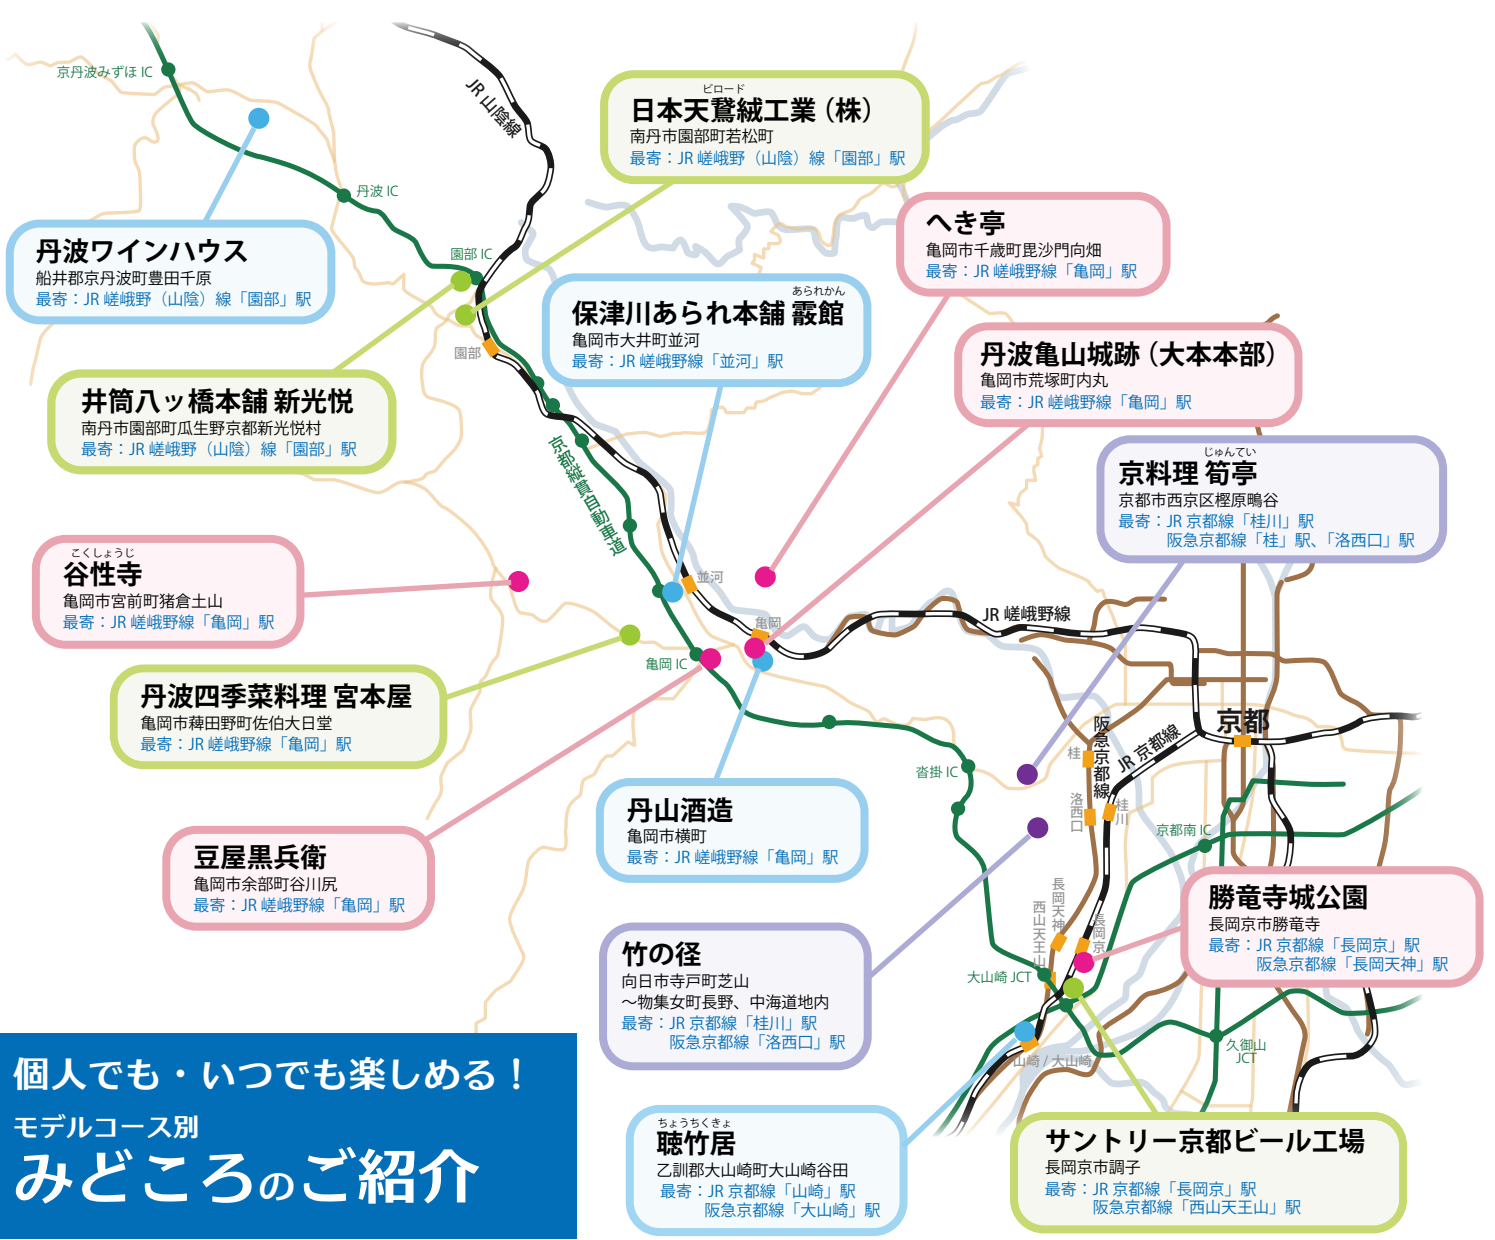 京丹波みずほ IC
JR 山陰線
ビロード
日本天鵞絨工業（株）
南丹市園部町若松町
最寄：JR 嵯峨野（山陰）線「園部」駅
丹波 IC
へき亭
亀岡市千歳町毘沙門向畑
最寄：JR 嵯峨野線「亀岡」駅
丹波ワインハウス
船井郡京丹波町豊田千原
最寄：JR 嵯峨野（山陰）線「園部」駅
園部 IC
あられかん
保津川あられ本舗 霰館
亀岡市大井町並河
最寄：JR 嵯峨野線「並河」駅
園部
丹波亀山城跡（大本本部）
亀岡市荒塚町内丸
最寄：JR 嵯峨野線「亀岡」駅
井筒八ッ橋本舗 新光悦
南丹市園部町瓜生野京都新光悦村
最寄：JR 嵯峨野（山陰）線「園部」駅
京都縦貫自動車道
じゅんてい
京料理 筍亭
京都市西京区樫原鴫谷
最寄：JR 京都線「桂川」駅
阪急京都線「桂」駅、「洛西口」駅
こくしょうじ
谷性寺
亀岡市宮前町猪倉土山
最寄：JR 嵯峨野線「亀岡」駅
並河
亀岡
JR 嵯峨野線
亀岡 IC
丹波四季菜料理 宮本屋
亀岡市薭田野町佐伯大日堂
最寄：JR 嵯峨野線「亀岡」駅
京都
阪急京都線
JR 京都線
桂
沓掛 IC
洛西口
桂川
京都南 IC
丹山酒造
亀岡市横町
最寄：JR 嵯峨野線「亀岡」駅
豆屋黒兵衛
亀岡市余部町谷川尻
最寄：JR 嵯峨野線「亀岡」駅
長岡天神
西山天王山
長岡京
勝竜寺城公園
長岡京市勝竜寺
最寄：JR 京都線「長岡京」駅
阪急京都線「長岡天神」駅
竹の径
向日市寺戸町芝山
～物集女町長野、中海道地内
最寄：JR 京都線「桂川」駅
阪急京都線「洛西口」駅
大山崎 JCT
久御山
JCT
山崎 / 大山崎
個人でも・いつでも楽しめる！
モデルコース別
みどころのご紹介
ちょうちくきょ
聴竹居
乙訓郡大山崎町大山崎谷田
最寄：JR 京都線「山崎」駅
阪急京都線「大山崎」駅
サントリー京都ビール工場
長岡京市調子
最寄：JR 京都線「長岡京」駅
阪急京都線「西山天王山」駅